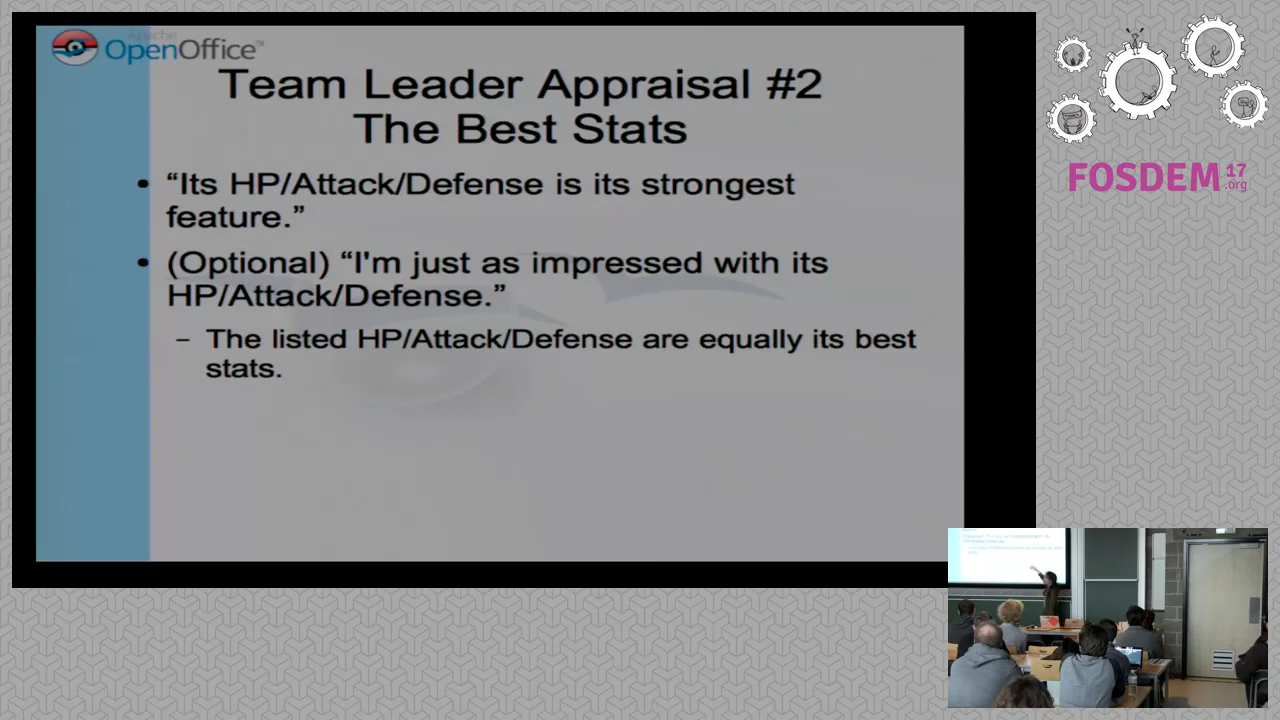 Apache
OpenOffice™
Team Leader Appraisal #2
The Best Stats
• “Its HP/Attack/Defense is its strongest
feature.”
• (Optional) “I'm just as impressed with its
HP/Attack/Defense.”
– The listed HP/Attack/Defense are equally its best
stats.
FOSDEM 17
.org